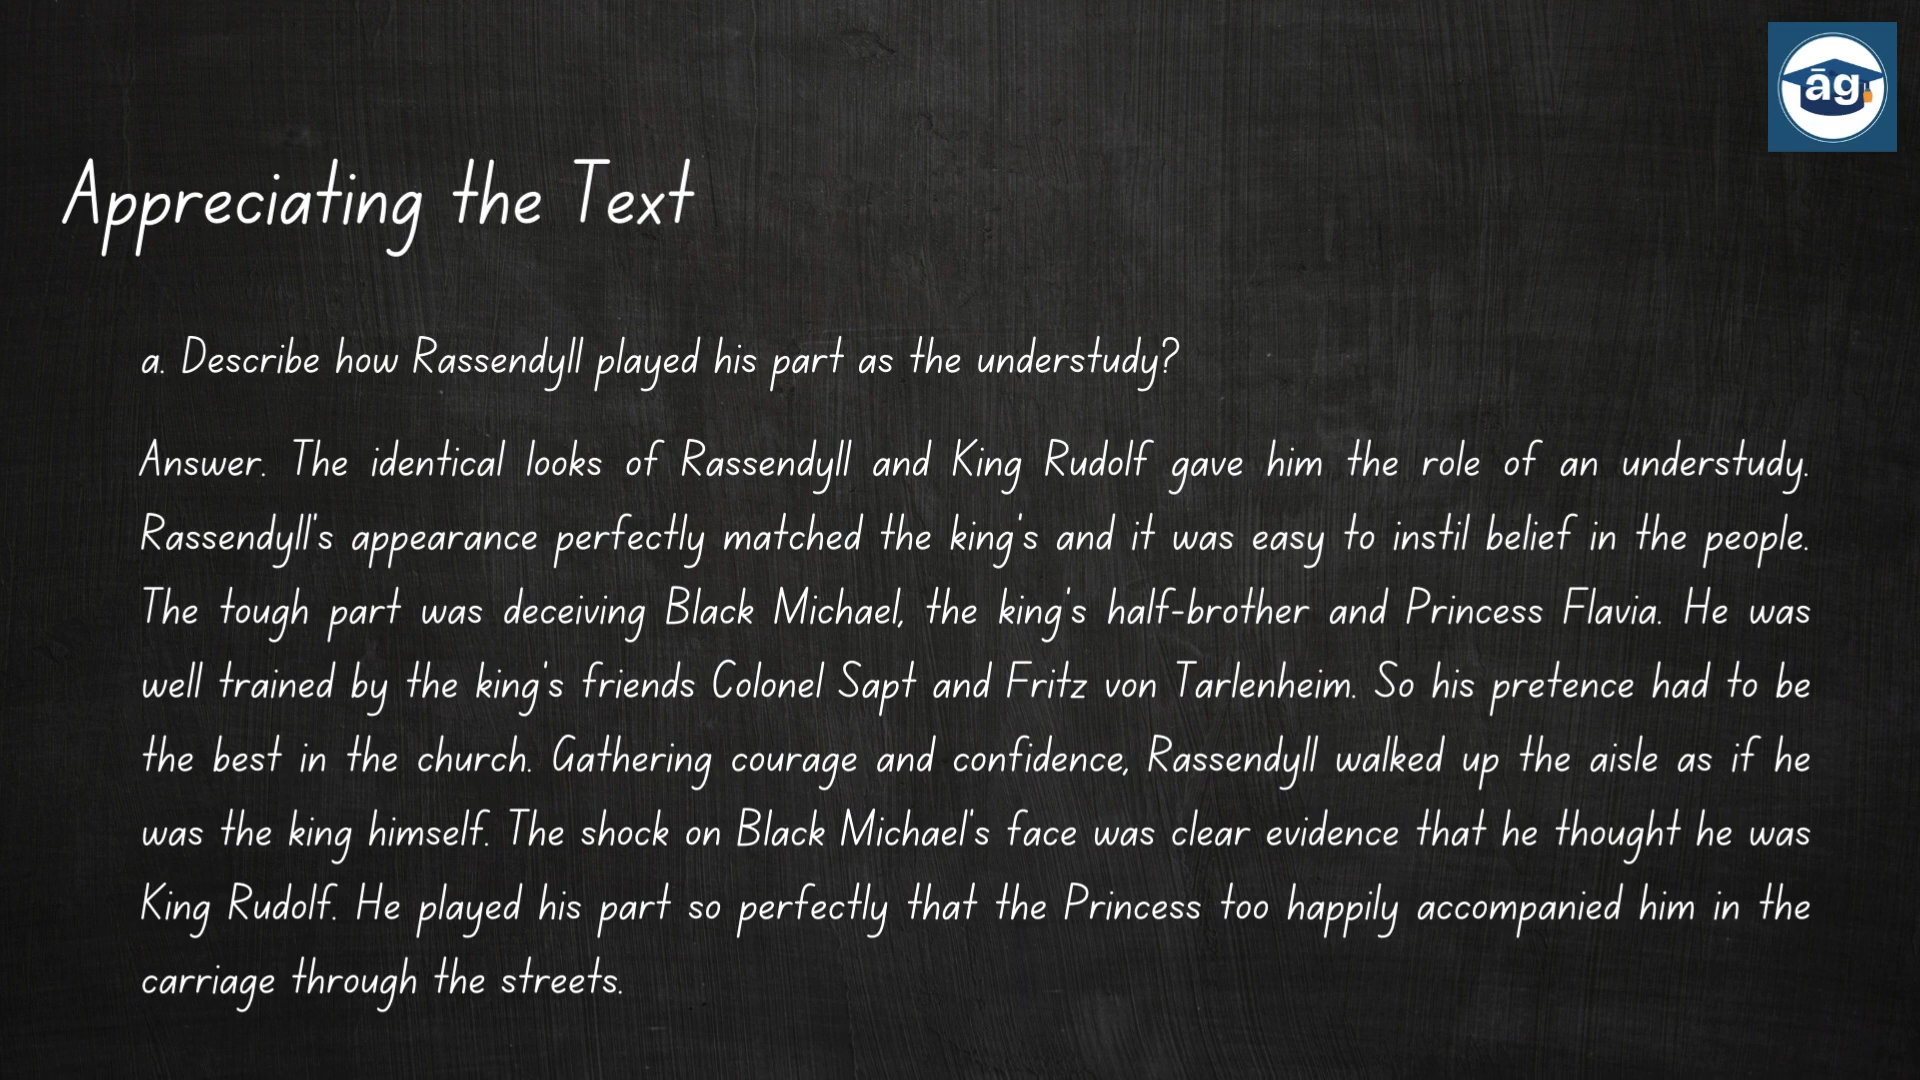 āg
Appreciating the Text
a. Describe how Rassendyll played his part as the understudy?
Answer. The identical looks of Rassendyll and King Rudolf gave him the role of an understudy.
Rassendyll's appearance perfectly matched the king's and it was easy to instil belief in the people.
The tough part was deceiving Black Michael, the king's half-brother and Princess Flavia. He was
well trained by the king's friends Colonel Sapt and Fritz von Tarlenheim. So his pretence had to be
the best in the church. Gathering courage and confidence, Rassendyll walked up the aisle as if he
was the king himself. The shock on Black Michael's face was clear evidence that he thought he was
King Rudolf. He played his part so perfectly that the Princess too happily accompanied him in the
carriage through the streets.